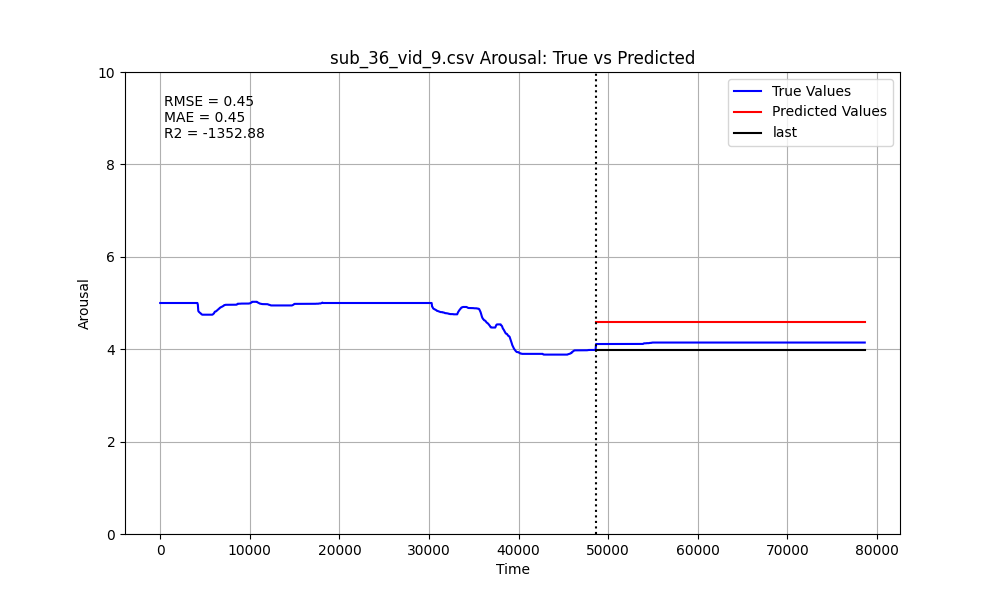 sub_36_vid_9.csv Arousal: True vs Predicted
RMSE = 0.45
MAE = 0.45
R2 = -1352.88
True Values
Predicted Values
last
Arousal
10
8
6
4
2
0
0 10000 20000 30000 40000 50000 60000 70000 80000
Time